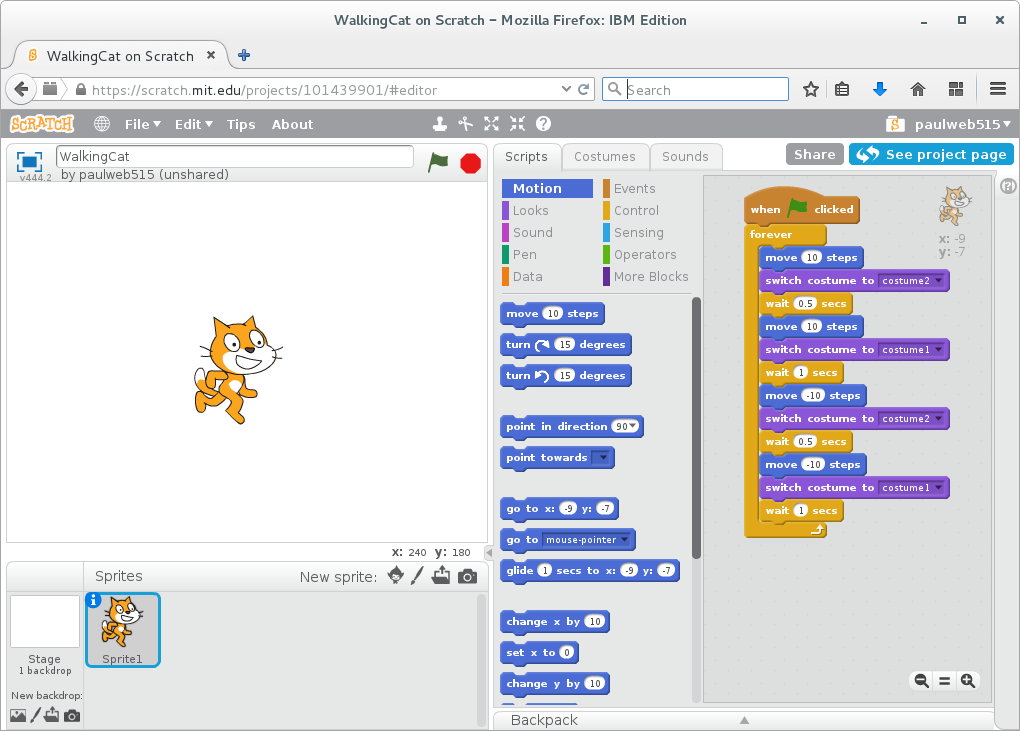 WalkingCat on Scratch – Mozilla Firefox: IBM Edition
WalkingCat on Scratch
https://scratch.mit.edu/projects/101439901/#editor
Search
SCRATCH
File
Edit
Tips
About
paulweb515
v444.2
WalkingCat
by paulweb515 (unshared)
Scripts
Costumes
Sounds
Share
See project page
Motion
Looks
Sound
Pen
Data
Events
Control
Sensing
Operators
More Blocks
move 10 steps
turn 15 degrees
turn 15 degrees
point in direction 90
point towards
go to x: -9 y: -7
go to mouse-pointer
glide 1 secs to x: -9 y: -7
change x by 10
set x to 0
change y by 10
when clicked
forever
move 10 steps
switch costume to costume2
wait 0.5 secs
move 10 steps
switch costume to costume1
wait 1 secs
move -10 steps
switch costume to costume2
wait 0.5 secs
move -10 steps
switch costume to costume1
wait 1 secs
x: -9
y: -7
x: 240 y: 180
Sprites
New sprite:
Stage
1 backdrop
New backdrop:
Sprite1
Backpack